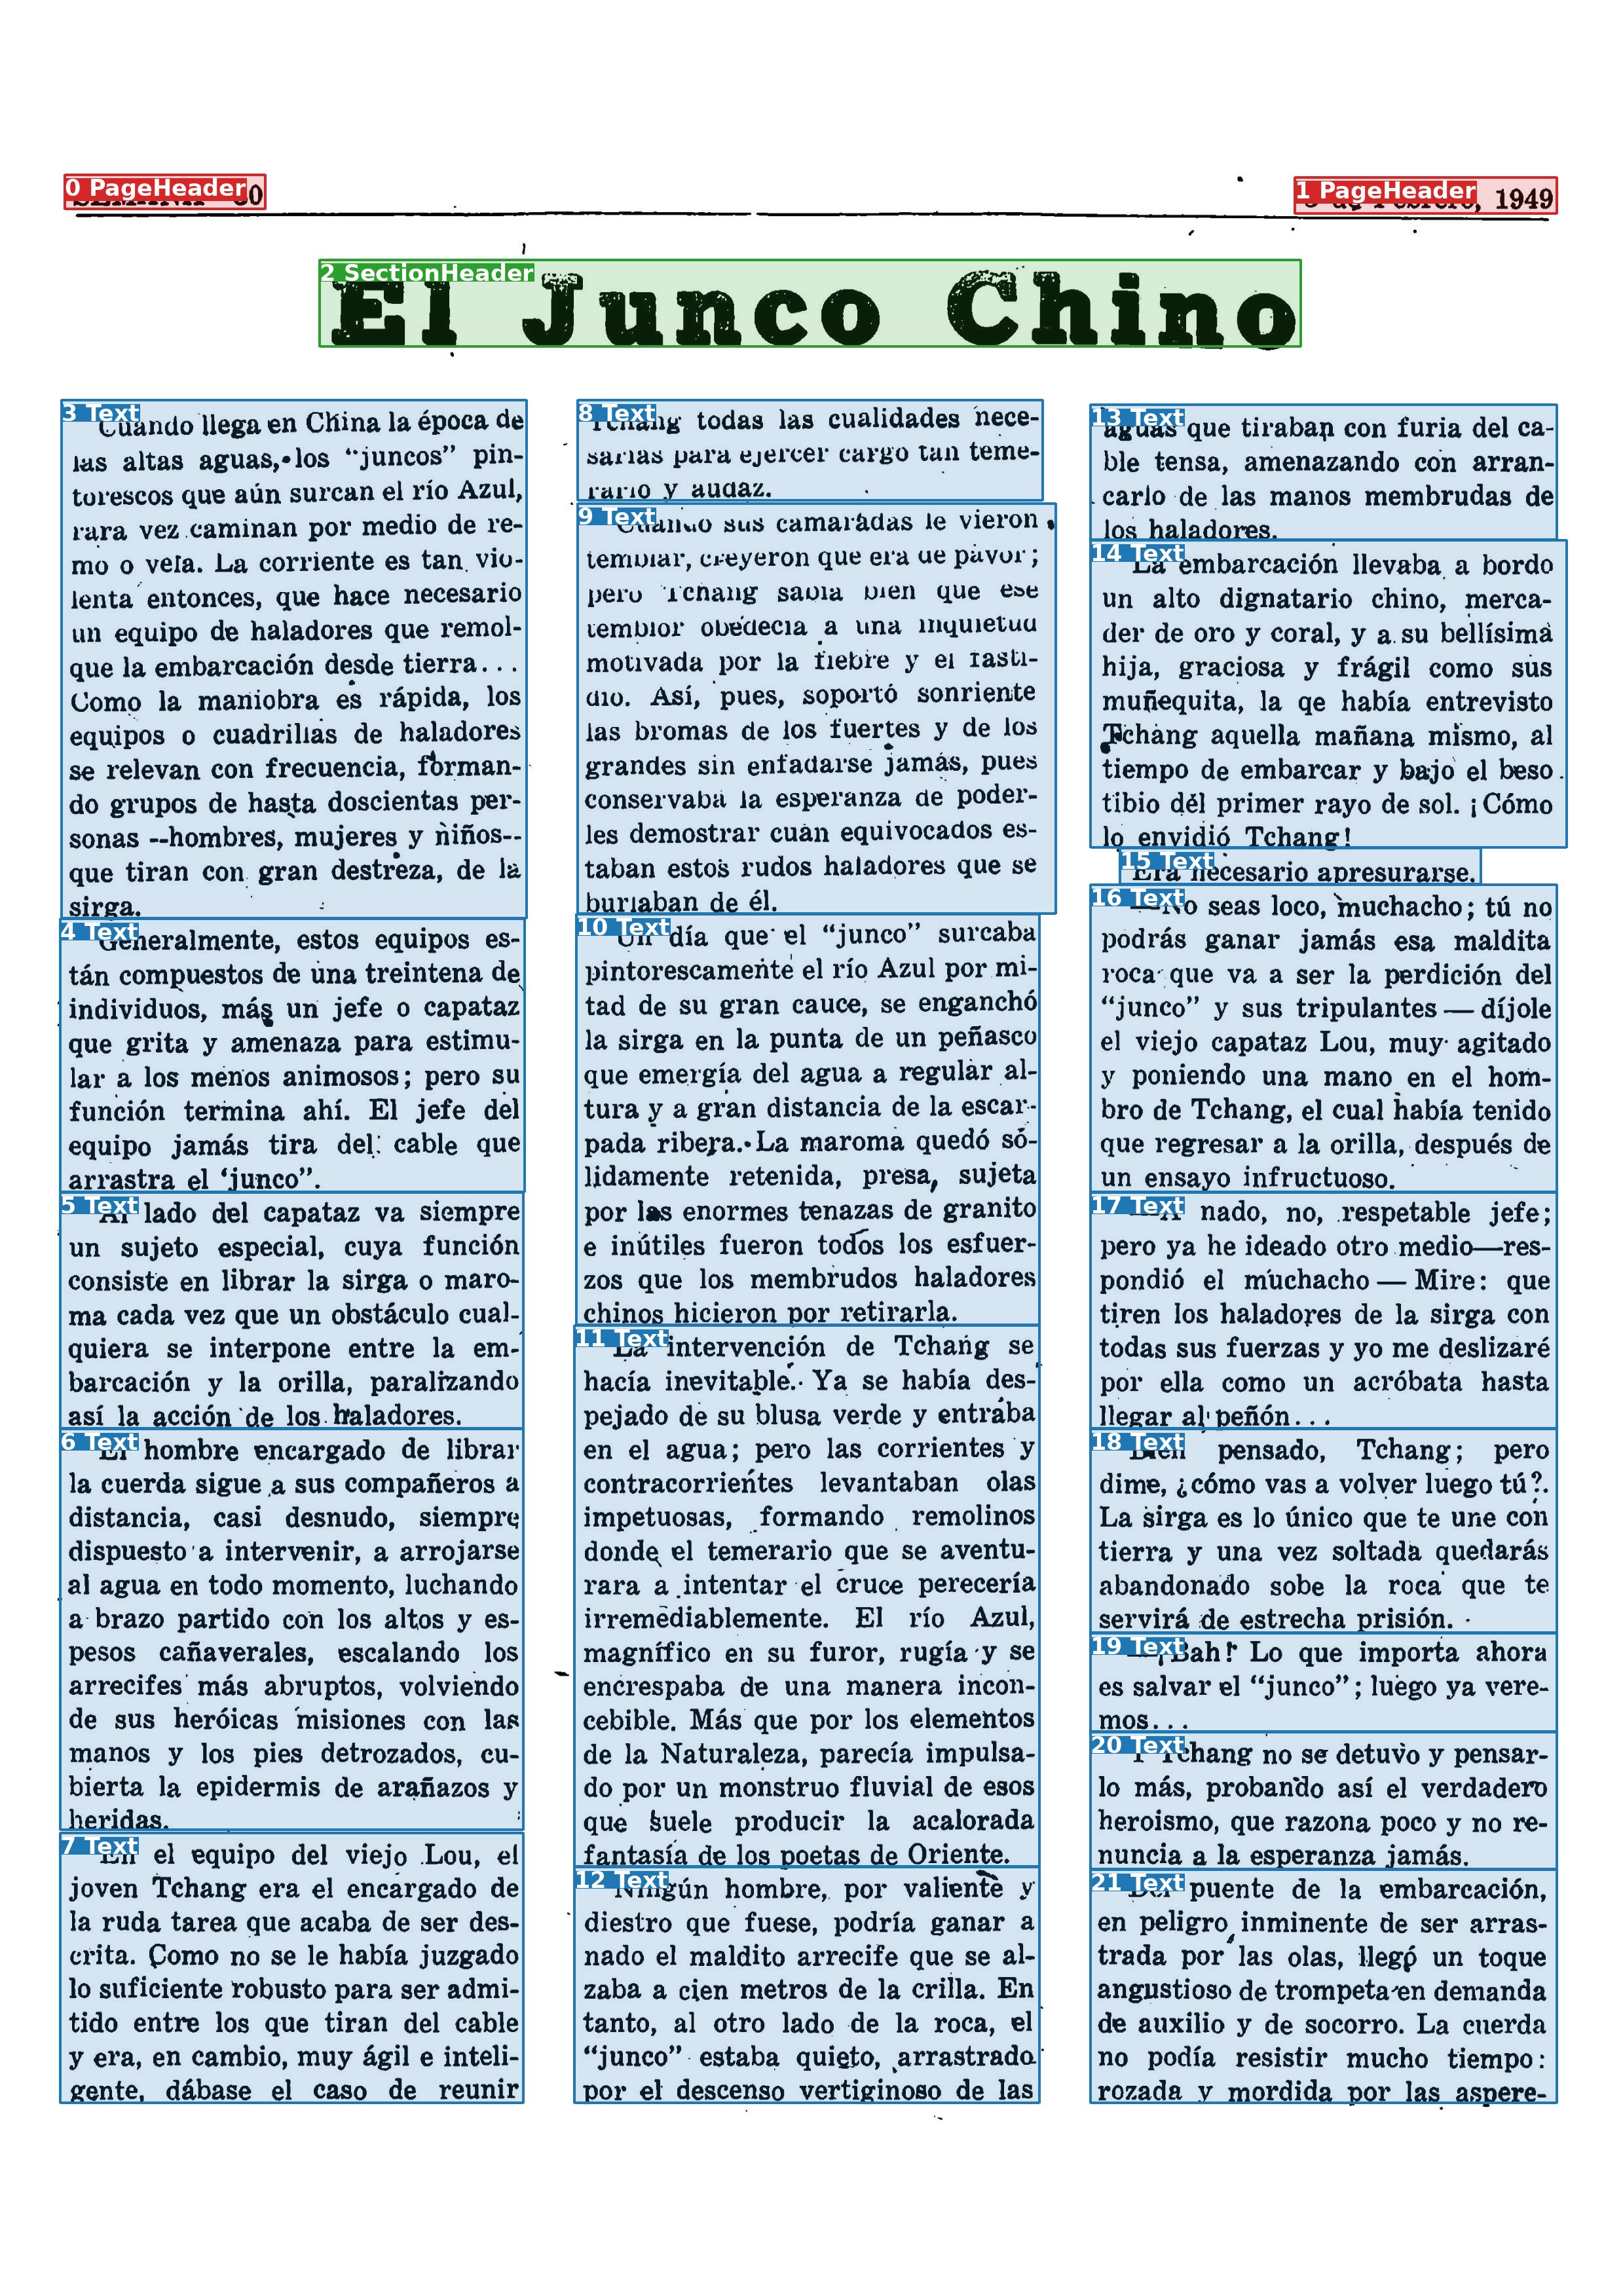 1949
El Junco Chino
Cuando llega en China la época de
las altas aguas, los "juncos" pin-
torescos que aún surcan el río Azul,
rara vez caminan por medio de re-
mo o vela. La corriente es tan vio-
lenta entonces, que hace necesario
un equipo de haladores que remol-
que la embarcación desde tierra...
Como la maniobra es rápida, los
equipos o cuadrillas de haladores
se relevan con frecuencia, forman-
do grupos de hasta doscientas per-
sonas --hombres, mujeres y niños--
que tiran con gran destreza, de la
sirga.
Generalmente, estos equipos es-
tán compuestos de una treintena de
individuos, más un jefe o capataz
que grita y amenaza para estimu-
lar a los menos animosos; pero su
función termina ahí. El jefe del
equipo jamás tira del cable que
arrastra el 'junco".
Al lado del capataz va siempre
un sujeto especial, cuya función
consiste en librar la sirga o maro-
ma cada vez que un obstáculo cual-
quiera se interpone entre la em-
barcación y la orilla, paralizando
así la acción de los haladores.
El hombre encargado de librar
la cuerda sigue a sus compañeros a
distancia, casi desnudo, siempre
dispuesto a intervenir, a arrojarse
al agua en todo momento, luchando
a brazo partido con los altos y es-
pesos cañaverales, escalando los
arrecifes más abruptos, volviendo
de sus heróicas misiones con las
manos y los pies detrozados, cu-
bierta la epidermis de arañazos y
heridas.
En el equipo del viejo Lou, el
joven Tchang era el encargado de
la ruda tarea que acaba de ser des-
crita. Como no se le había juzgado
lo suficiente robusto para ser admi-
tido entre los que tiran del cable
y era, en cambio, muy ágil e inteli-
gente, dábase el caso de reunir
Tchang todas las cualidades nece-
sarias para ejercer cargo tan teme-
rario y audaz.
Cuando sus camaradas le vieron
temblar, creyeron que era de pavor;
pero Tchang sabía bien que ese
temblor obedecía a una inquietud
motivada por la fiebre y el fasti-
dio. Así, pues, soportó sonriente
las bromas de los fuertes y de los
grandes sin enfadarse jamás, pues
conservaba la esperanza de poder-
les demostrar cuán equivocados es-
taban estos rudos haladores que se
burlaban de él.
Un día que el "junco" surcaba
pintorescamente el río Azul por mi-
tad de su gran cauce, se enganchó
la sirga en la punta de un peñasco
que emergía del agua a regular al-
tura y a gran distancia de la escar-
pada ribera. La maroma quedó só-
lidamente retenida, presa, sujeta
por las enormes tenazas de granito
e inútiles fueron todos los esfuer-
zos que los membrudos haladores
chinos hicieron por retirarla.
La intervención de Tchang se
hacía inevitable. Ya se había des-
pejado de su blusa verde y entraba
en el agua; pero las corrientes y
contracorrientes levantaban olas
impetuosas, formando remolinos
donde el temerario que se aventu-
rara a intentar el cruce perecería
irremediablemente. El río Azul,
magnífico en su furor, rugía y se
encrespaba de una manera incon-
cebible. Más que por los elementos
de la Naturaleza, parecía impulsa-
do por un monstruo fluvial de esos
que suele producir la acalorada
fantasía de los poetas de Oriente.
Ningún hombre, por valiente y
diestro que fuese, podría ganar a
nado el maldito arrecife que se al-
zaba a cien metros de la crilla. En
tanto, al otro lado de la roca, el
"junco" estaba quieto, arrastrado
por el descenso vertiginoso de las
aguas que tiraban con furia del ca-
ble tensa, amenazando con arran-
carlo de las manos membrudas de
los haladores.
La embarcación llevaba a bordo
un alto dignatario chino, merca-
der de oro y coral, y a su bellísima
hija, graciosa y frágil como sus
muñequita, la qe había entrevisto
Tchang aquella mañana mismo, al
tiempo de embarcar y bajo el beso
tibio del primer rayo de sol. ¡Cómo
lo envidió Tchang!
Era necesario apresurarse.
—No seas loco, muchacho; tú no
podrás ganar jamás esa maldita
roca que va a ser la perdición del
"junco" y sus tripulantes — díjole
el viejo capataz Lou, muy agitado
y poniendo una mano en el hom-
bro de Tchang, el cual había tenido
que regresar a la orilla, después de
un ensayo infructuoso.
—A nado, no, respetable jefe;
pero ya he ideado otro medio—res-
pondió el muchacho — Mire: que
tiren los haladores de la sirga con
todas sus fuerzas y yo me deslizaré
por ella como un acróbata hasta
llegar al peñón...
Bien pensado, Tchang; pero
dime, ¿cómo vas a volver luego tú?.
La sirga es lo único que te une con
tierra y una vez soltada quedarás
abandonado sobe la roca que te
servirá de estrecha prisión.
—¡Bah! Lo que importa ahora
es salvar el "junco"; luego ya vere-
mos...
Y Tchang no se detuvo y pensar-
lo más, probando así el verdadero
heroismo, que razona poco y no re-
nuncia a la esperanza jamás.
Del puente de la embarcación,
en peligro inminente de ser arras-
trada por las olas, llegó un toque
angustioso de trompeta en demanda
de auxilio y de socorro. La cuerda
no podía resistir mucho tiempo:
rozada y mordida por las aspere-